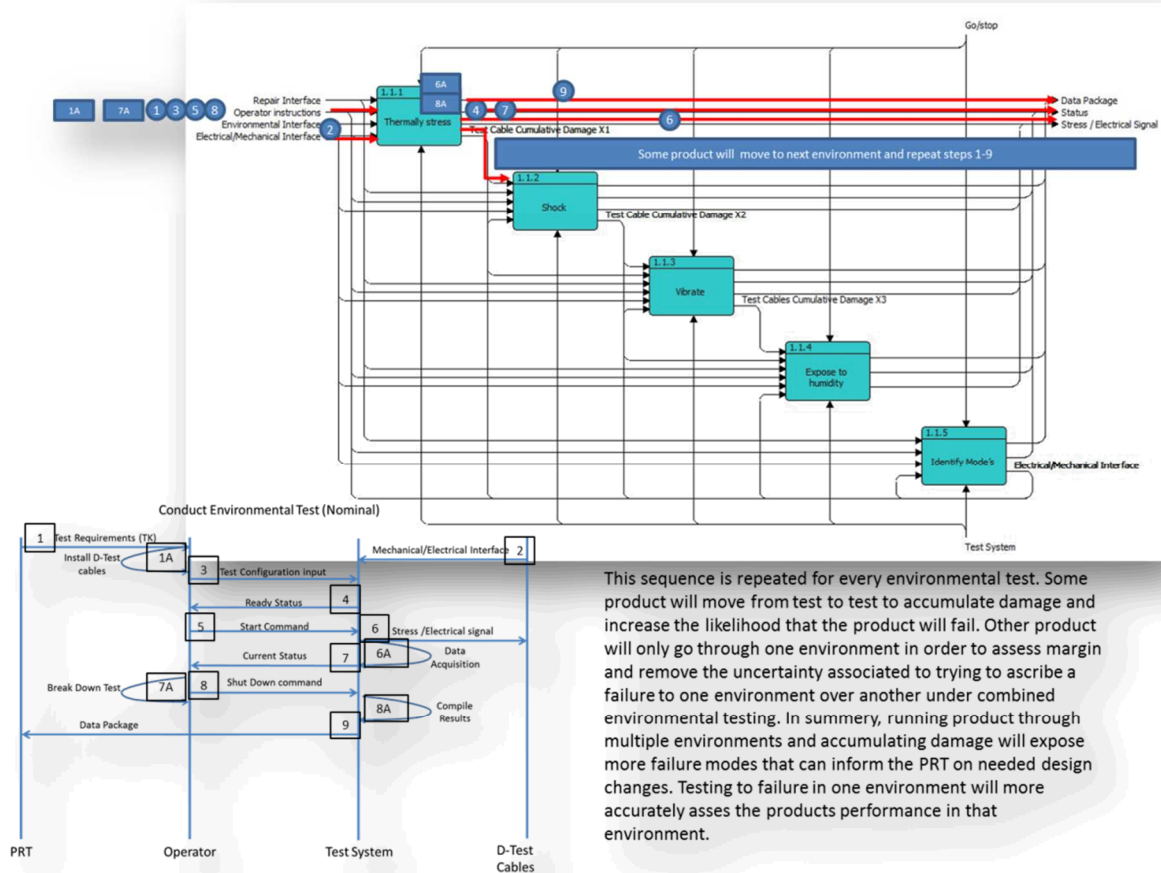 Go/stop
6A
9
1A
7A
1
3
5
8
Repair Interface
1.1.1
8A
4
7
Data Package
Operator instructions
Status
Environmental Interface
2
Thermally stress
6
Stress / Electrical Signal
Electrical/Mechanical Interface
Test Cable Cumulative Damage X1
Some product will move to next environment and repeat steps 1-9
1.1.2
Shock
Test Cable Cumulative Damage X2
1.1.3
Vibrate
Test Cables Cumulative Damage X3
1.1.4
Expose to
humidity
1.1.5
Identify Mode's
Electrical/Mechanical Interface
Test System
Conduct Environmental Test (Nominal)
1
Test Requirements (TK)
Mechanical/Electrical Interface
2
Install D-Test
cables
1A
3
Test Configuration input
Ready Status
4
5
Start Command
6
Stress /Electrical signal
Current Status
7
6A
Data
Acquisition
Break Down Test
7A
8
Shut Down command
8A
Compile
Results
Data Package
9
PRT
Operator
Test System
D-Test
Cables
This sequence is repeated for every environmental test. Some
product will move from test to test to accumulate damage and
increase the likelihood that the product will fail. Other product
will only go through one environment in order to assess margin
and remove the uncertainty associated to trying to ascribe a
failure to one environment over another under combined
environmental testing. In summery, running product through
multiple environments and accumulating damage will expose
more failure modes that can inform the PRT on needed design
changes. Testing to failure in one environment will more
accurately asses the products performance in that
environment.